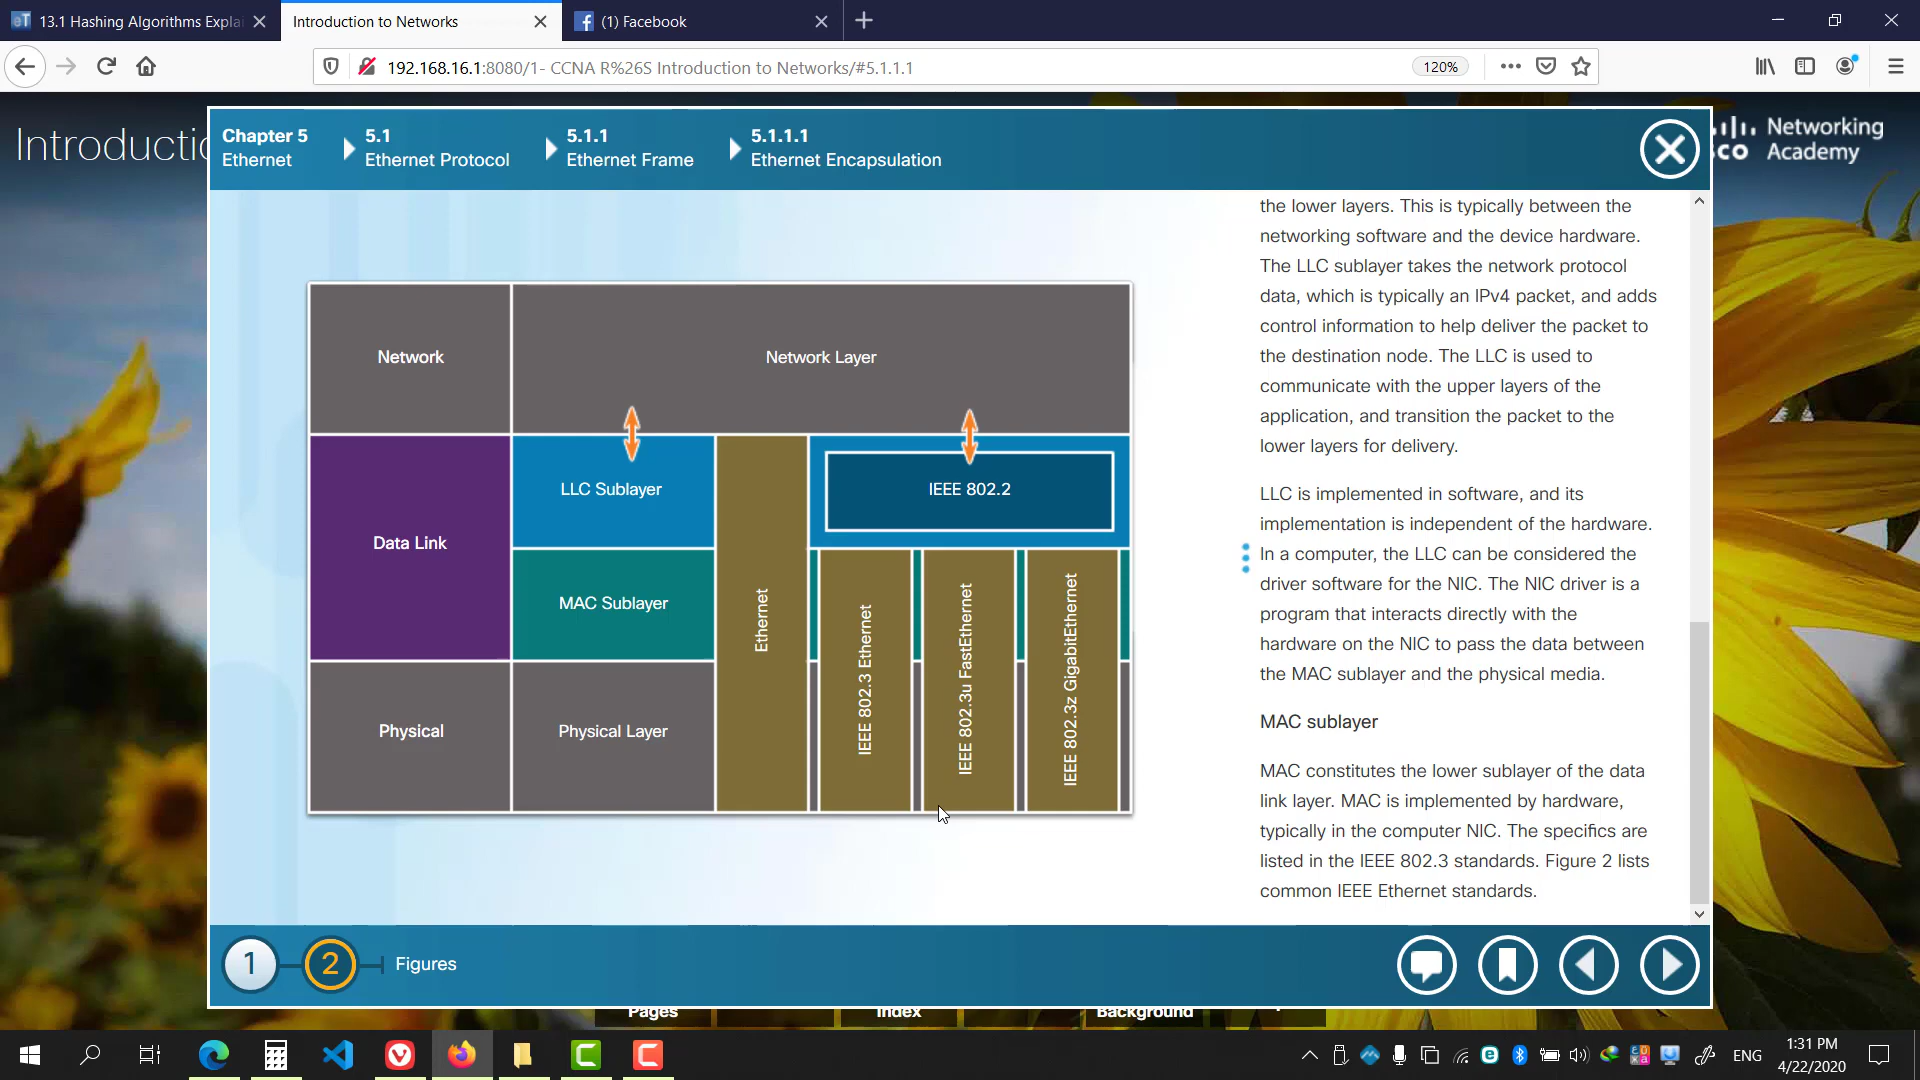 13.1 Hashing Algorithms Explai
Introduction to Networks
(1) Facebook
192.168.16.1:8080/1- CCNA R%26S Introduction to Networks/#5.1.1.1
120%
Introductio
Chapter 5
Ethernet
5.1
Ethernet Protocol
5.1.1
Ethernet Frame
5.1.1.1
Ethernet Encapsulation
Networking
Academy
Network
Network Layer
Data Link
LLC Sublayer
IEEE 802.2
MAC Sublayer
Ethernet
IEEE 802.3 Ethernet
IEEE 802.3u FastEthernet
IEEE 802.3z GigabitEthernet
Physical
Physical Layer
the lower layers. This is typically between the
networking software and the device hardware.
The LLC sublayer takes the network protocol
data, which is typically an IPv4 packet, and adds
control information to help deliver the packet to
the destination node. The LLC is used to
communicate with the upper layers of the
application, and transition the packet to the
lower layers for delivery.
LLC is implemented in software, and its
implementation is independent of the hardware.
In a computer, the LLC can be considered the
driver software for the NIC. The NIC driver is a
program that interacts directly with the
hardware on the NIC to pass the data between
the MAC sublayer and the physical media.
MAC sublayer
MAC constitutes the lower sublayer of the data
link layer. MAC is implemented by hardware,
typically in the computer NIC. The specifics are
listed in the IEEE 802.3 standards. Figure 2 lists
common IEEE Ethernet standards.
1
2
Figures
Pages
Index
Background
ENG
1:31 PM
4/22/2020